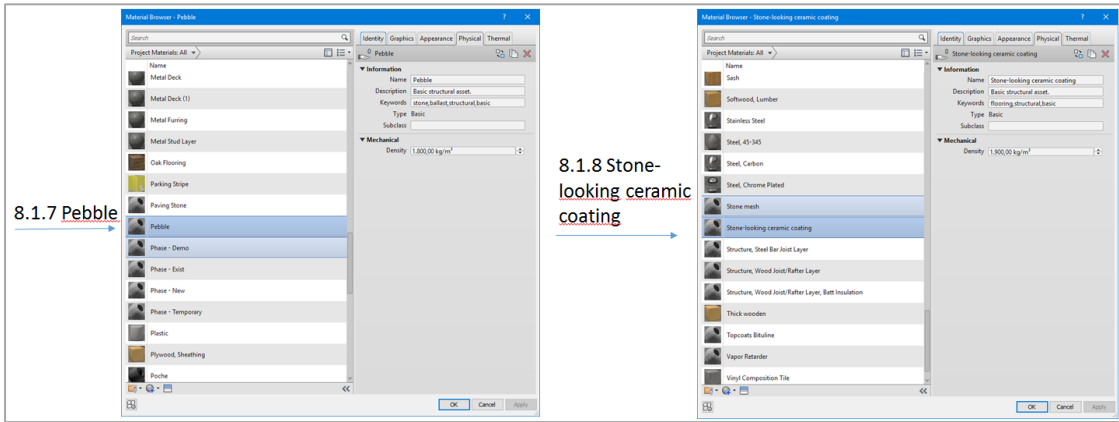 8.1.7 Pebble
Material Browser - Pebble
? ×
Search
Project Materials: All
Name
Metal Deck
Metal Deck (1)
Metal Furring
Metal Stud Layer
Oak Flooring
Parking Stripe
Paving Stone
Pebble
Phase - Demo
Phase - Exist
Phase - New
Phase - Temporary
Plastic
Plywood, Sheathing
Poche
Identity Graphics Appearance Physical Thermal
0 Pebble
Information
Name Pebble
Description Basic structural asset.
Keywords stone,ballast,structural,basic
Type Basic
Subclass
Mechanical
Density 1.800,00 kg/m³
OK Cancel Apply
8.1.8 Stone-
looking ceramic
coating
Material Browser - Stone-looking ceramic coating
? ×
Search
Project Materials: All
Name
Sash
Softwood, Lumber
Stainless Steel
Steel, 45-345
Steel, Carbon
Steel, Chrome Plated
Stone mesh
Stone-looking ceramic coating
Structure, Steel Bar Joist Layer
Structure, Wood Joist/Rafter Layer
Structure, Wood Joist/Rafter Layer, Batt Insulation
Thick wooden
Topcoats Bituline
Vapor Retarder
Vinyl Composition Tile
Identity Graphics Appearance Physical Thermal
0 Stone-looking ceramic coating
Information
Name Stone-looking ceramic coating
Description Basic structural asset.
Keywords flooring,structural,basic
Type Basic
Subclass
Mechanical
Density 1.900,00 kg/m³
OK Cancel Apply